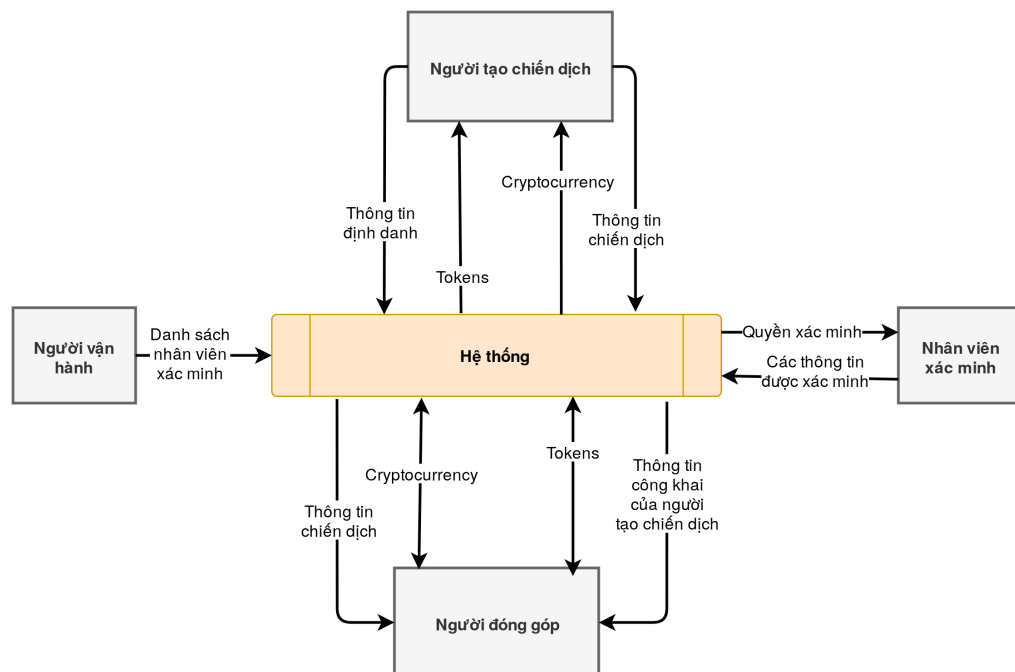 Người tạo chiến dịch
Cryptocurrency
Thông tin
định danh
Thông tin
chiến dịch
Tokens
Người vận
hành
Danh sách
nhân viên
xác minh
Hệ thống
Quyền xác minh
Các thông tin
được xác minh
Nhân viên
xác minh
Cryptocurrency
Tokens
Thông tin
chiến dịch
Thông tin
công khai
của người
tạo chiến dịch
Người đóng góp